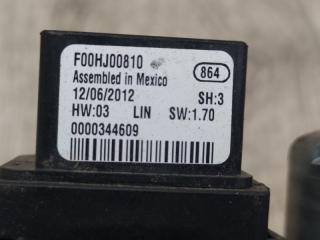 F00HJ00810
864
Assembled in Mexico
12/06/2012 SH:3
HW:03 LIN SW:1.70
0000344609